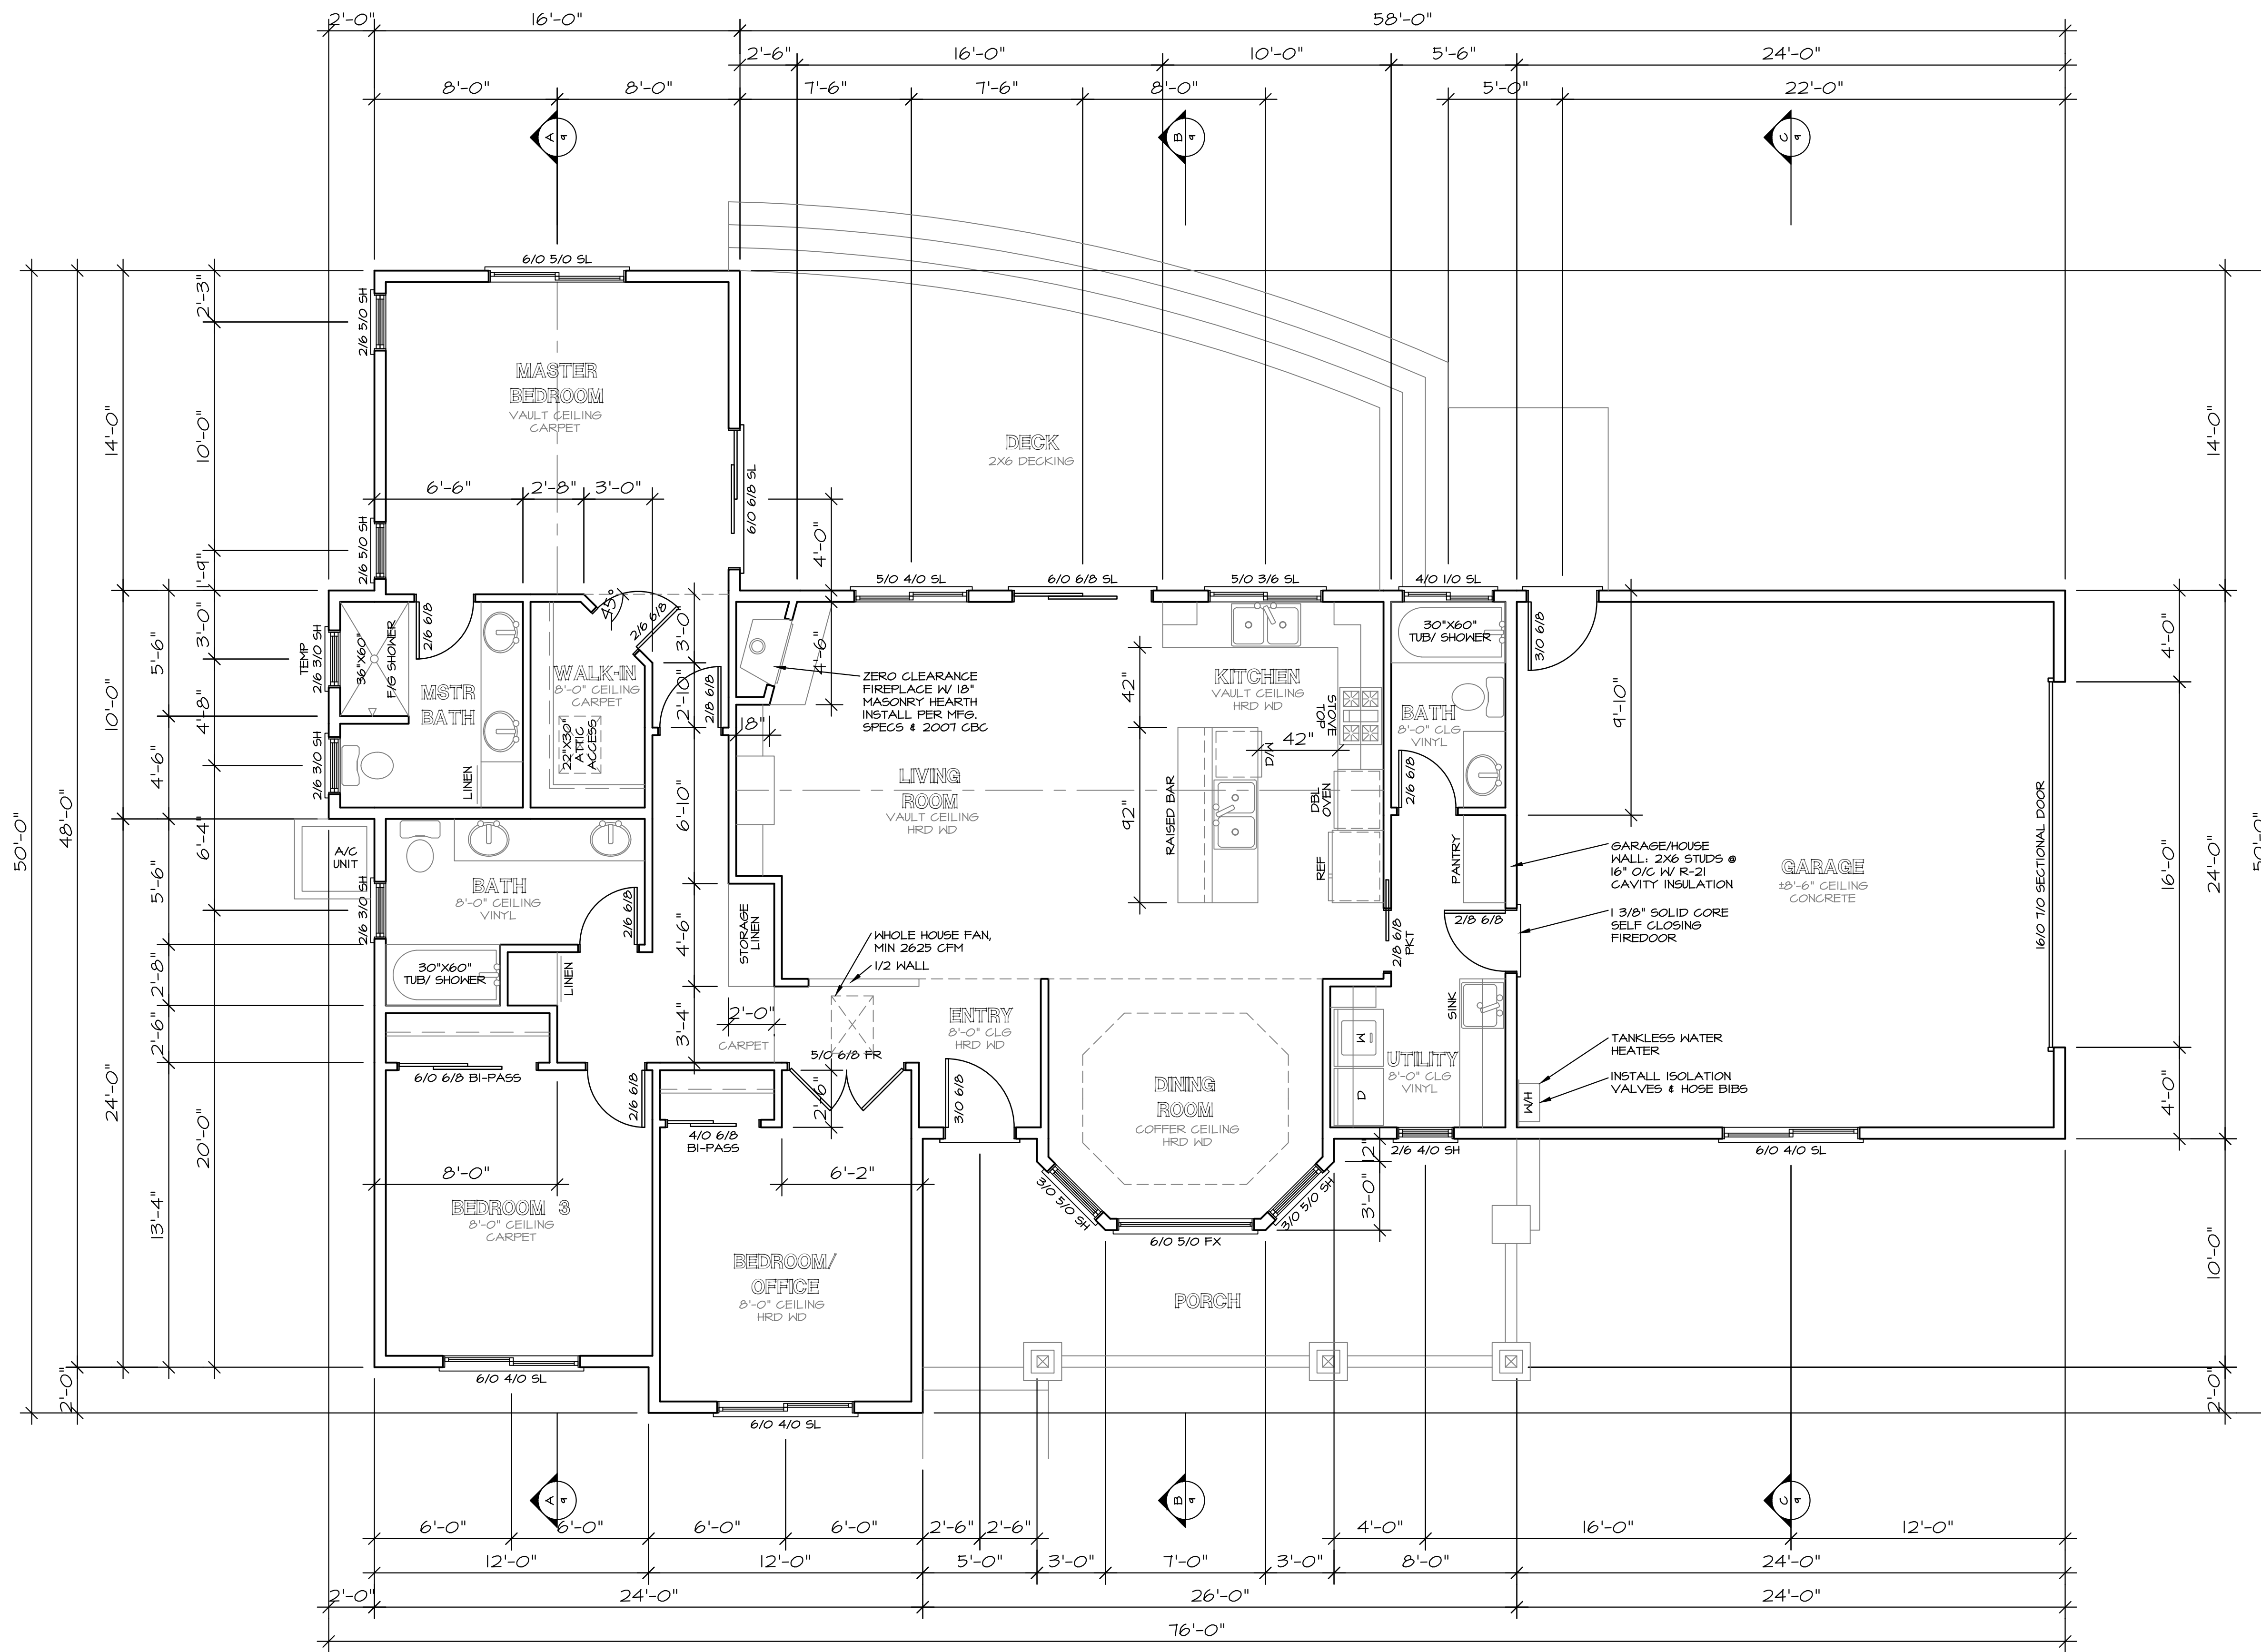 2'-0" 16'-0" 58'-0"
2'-6" 16'-0" 10'-0" 5'-6" 24'-0"
8'-0" 8'-0" 7'-6" 7'-6" 8'-0" 5'-0" 22'-0"
A 9
B 9
C 9
6/0 5/0 SL
2/6 5/0 SH
MASTER
BEDROOM
VAULT CEILING
CARPET
DECK
2X6 DECKING
6/0 6/8 SL
6'-6" 2'-8" 3'-0"
2/6 5/0 SH
4'-0"
5/0 4/0 SL
6/0 6/8 SL
5/0 3/6 SL
4/0 1/0 SL
50'-0"
48'-0"
14'-0"
10'-0"
24'-0"
5'-6"
4'-6"
5'-6"
2'-8"
2'-6"
13'-4"
2'-3"
10'-0"
1'-9"
3'-0"
4'-8"
6'-4"
20'-0"
2'-0"
TEMP
2/6 3/0 SH
36"X60"
F/G SHOWER
2/6 6/8
MSTR
BATH
LINEN
2/6 3/0 SH
WALK-IN
8'-0" CEILING
CARPET
22"X30"
ATTIC
ACCESS
45°
2/6 6/8
3'-0"
2'-10"
2/8 6/8
6'-10"
4'-6"
3'-4"
4'-6"
18"
ZERO CLEARANCE
FIREPLACE W/ 18"
MASONRY HEARTH
INSTALL PER MFG.
SPECS & 2007 CBC
LIVING
ROOM
VAULT CEILING
HRD WD
KITCHEN
VAULT CEILING
HRD WD
42"
92"
42"
D/W
STOVE
TOP
RAISED BAR
DBL
OVEN
REF
30"X60"
TUB/ SHOWER
BATH
8'-0" CLG
VINYL
2/6 6/8
PANTRY
3/0 6/8
9'-10"
GARAGE/HOUSE
WALL: 2X6 STUDS @
16" O/C W/ R-21
CAVITY INSULATION
1 3/8" SOLID CORE
SELF CLOSING
FIREDOOR
GARAGE
±8'-6" CEILING
CONCRETE
16/0 7/0 SECTIONAL DOOR
2/8 6/8
2/8 6/8
PKT
A/C
UNIT
2/6 3/0 SH
BATH
8'-0" CEILING
VINYL
2/6 6/8
30"X60"
TUB/ SHOWER
LINEN
STORAGE
LINEN
WHOLE HOUSE FAN,
MIN 2625 CFM
1/2 WALL
2'-0"
CARPET
ENTRY
8'-0" CLG
HRD WD
5/0 6/8 FR
2'-6"
3/0 6/8
6/0 6/8 BI-PASS
2/6 6/8
4/0 6/8
BI-PASS
8'-0"
6'-2"
BEDROOM 3
8'-0" CEILING
CARPET
6/0 4/0 SL
BEDROOM/
OFFICE
8'-0" CEILING
HRD WD
6/0 4/0 SL
DINING
ROOM
COFFER CEILING
HRD WD
3/0 5/0 SH
6/0 5/0 FX
3/0 5/0 SH
12"
3'-0"
UTILITY
8'-0" CLG
VINYL
W
D
SINK
2/6 4/0 SH
TANKLESS WATER
HEATER
INSTALL ISOLATION
VALVES & HOSE BIBS
H/W
6/0 4/0 SL
PORCH
4'-0"
16'-0"
4'-0"
14'-0"
24'-0"
10'-0"
2'-0"
50'-0"
A 9
B 9
C 9
6'-0" 6'-0" 6'-0" 6'-0" 2'-6" 2'-6" 4'-0" 16'-0" 12'-0"
12'-0" 12'-0" 5'-0" 3'-0" 7'-0" 3'-0" 8'-0" 24'-0"
2'-0" 24'-0" 26'-0" 24'-0"
76'-0"